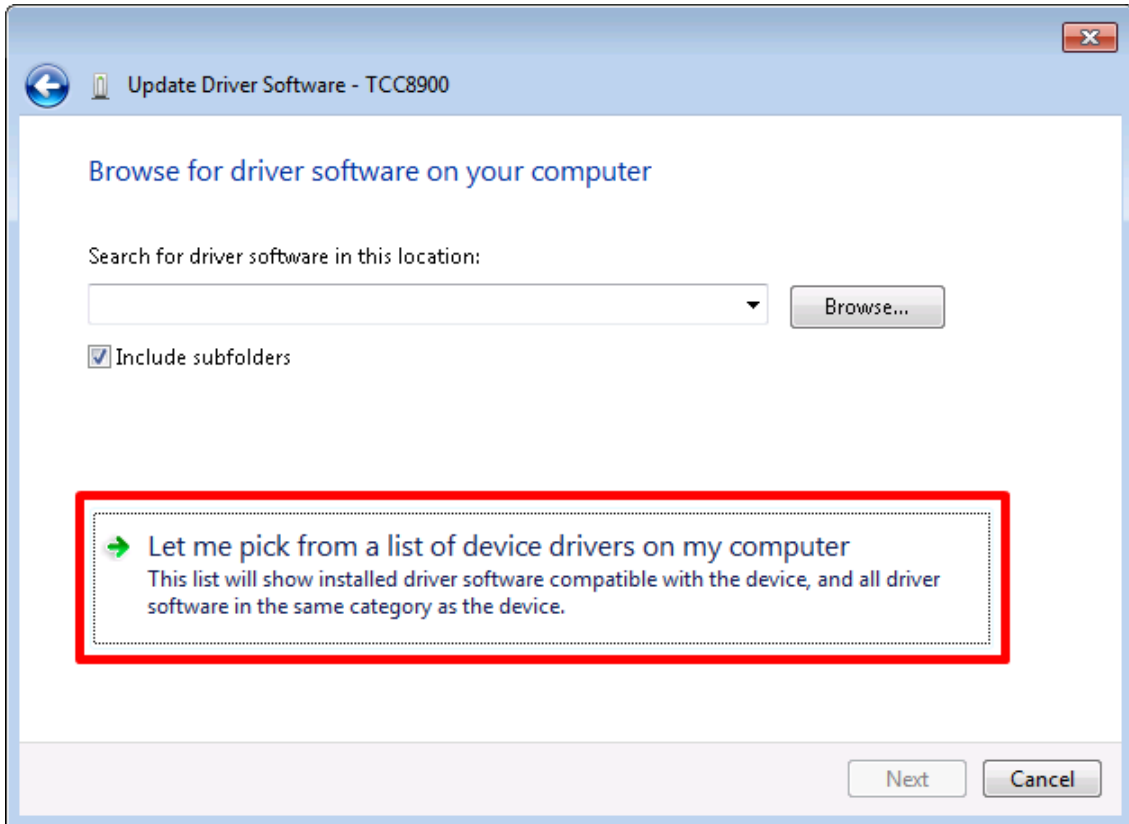 Update Driver Software - TCC8900
Browse for driver software on your computer
Search for driver software in this location:
Browse...
Include subfolders
Let me pick from a list of device drivers on my computer
This list will show installed driver software compatible with the device, and all driver
software in the same category as the device.
Next
Cancel